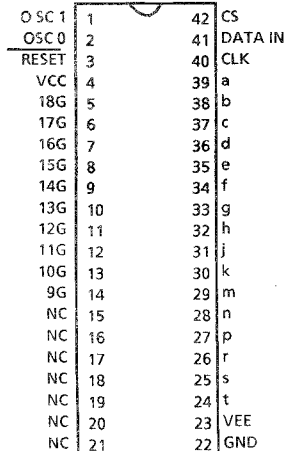 O SC 1 1 42 CS
OSC 0 2 41 DATA IN
RESET 3 40 CLK
VCC 4 39 a
18G 5 38 b
17G 6 37 c
16G 7 36 d
15G 8 35 e
14G 9 34 f
13G 10 33 g
12G 11 32 h
11G 12 31 j
10G 13 30 k
9G 14 29 m
NC 15 28 n
NC 16 27 p
NC 17 26 r
NC 18 25 s
NC 19 24 t
NC 20 23 VEE
NC 21 22 GND